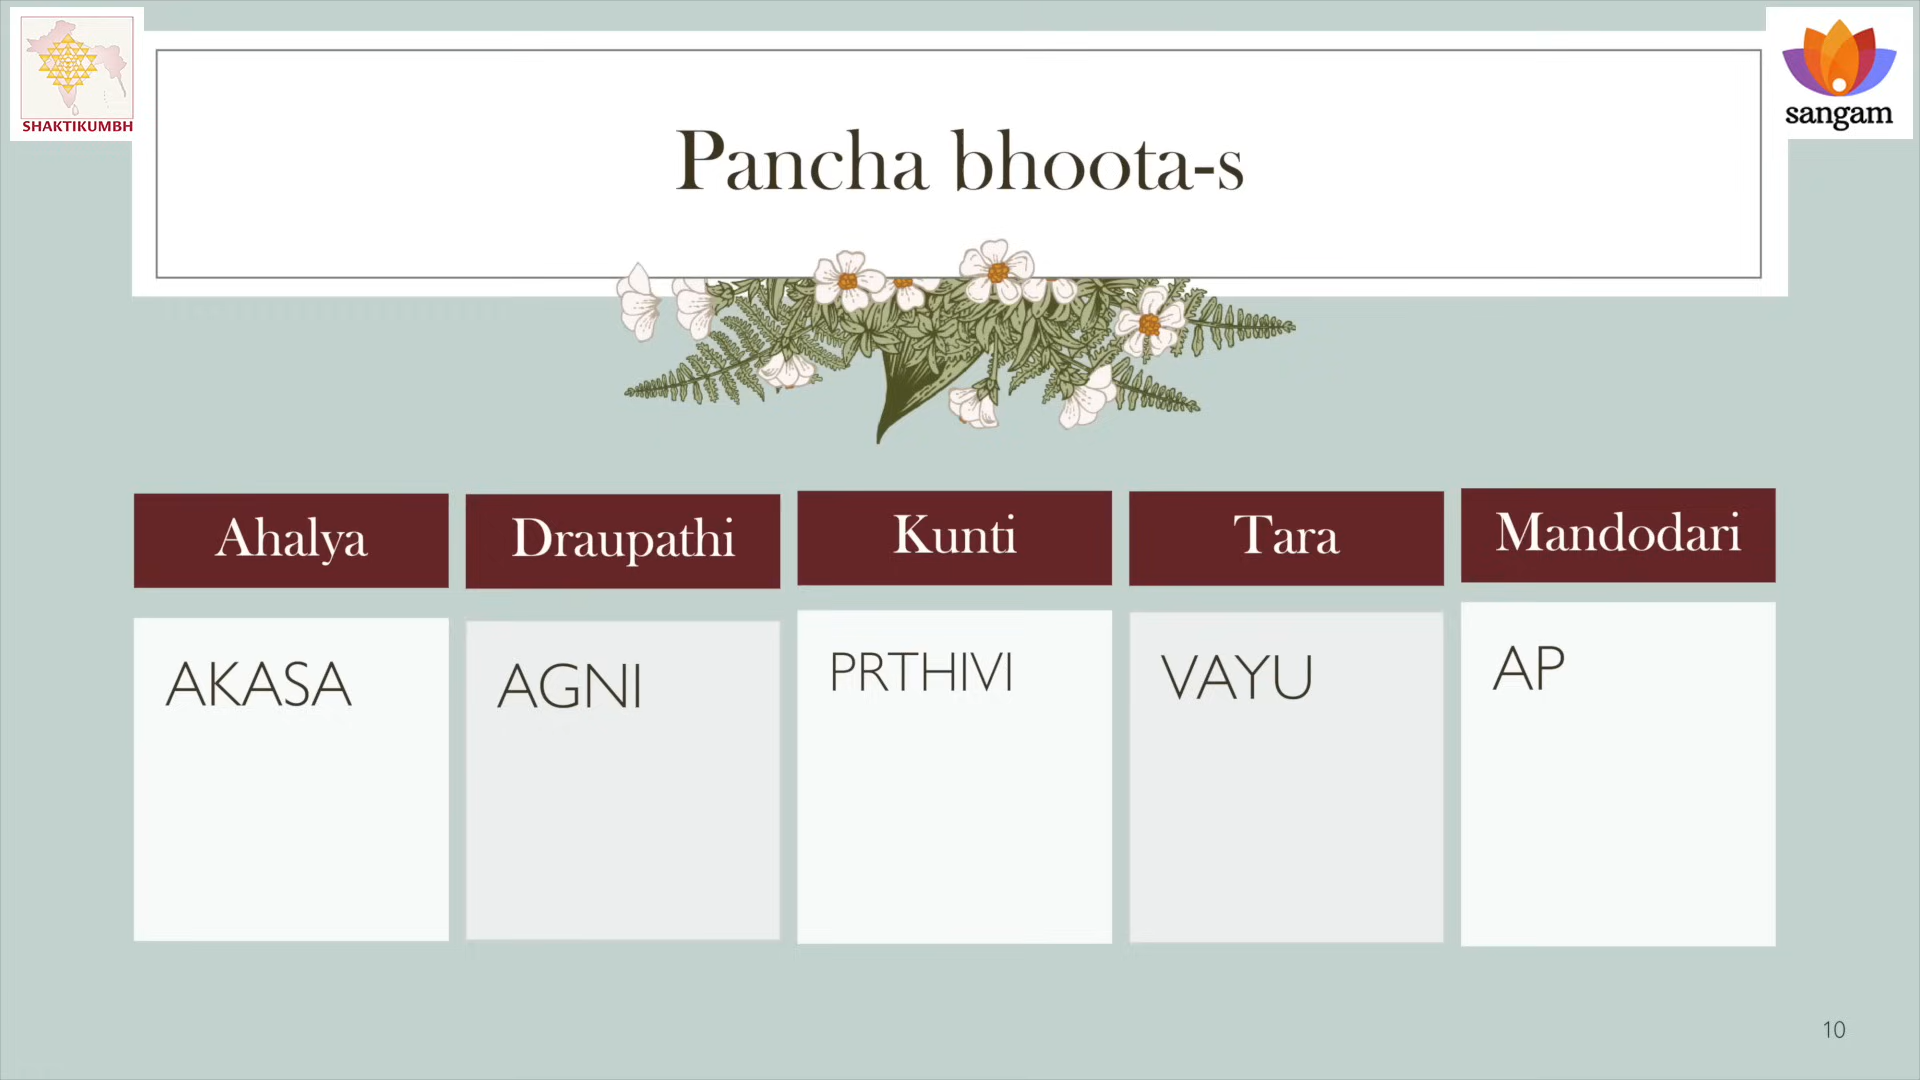 SHAKTIKUMBH
sangam
Pancha bhoota-s
Ahalya
Draupathi
Kunti
Tara
Mandodari
AKASA
AGNI
PRTHIVI
VAYU
AP
10